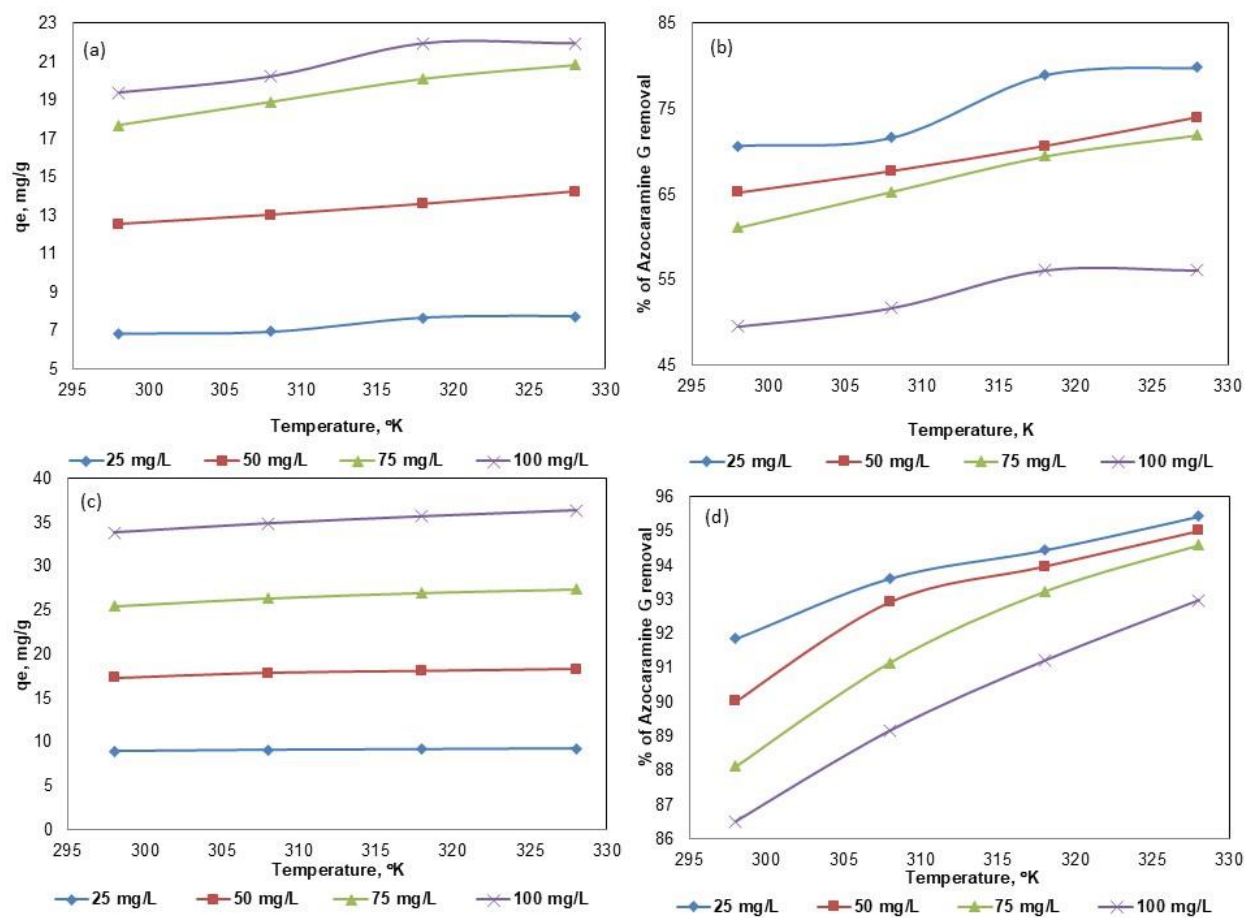 (a)
23
21
19
17
15
13
11
9
7
5
qe, mg/g
295 300 305 310 315 320 325 330
Temperature, °K
25 mg/L 50 mg/L 75 mg/L 100 mg/L
(b)
85
75
65
55
45
% of Azocaramine G removal
295 300 305 310 315 320 325 330
Temperature, K
25 mg/L 50 mg/L 75 mg/L 100 mg/L
(c)
40
35
30
25
20
15
10
5
0
qe, mg/g
295 300 305 310 315 320 325 330
Temperature, °K
25 mg/L 50 mg/L 75 mg/L 100 mg/L
(d)
96
95
94
93
92
91
90
89
88
87
86
% of Azocaramine G removal
295 300 305 310 315 320 325 330
Temperature, °K
25 mg/L 50 mg/L 75 mg/L 100 mg/L